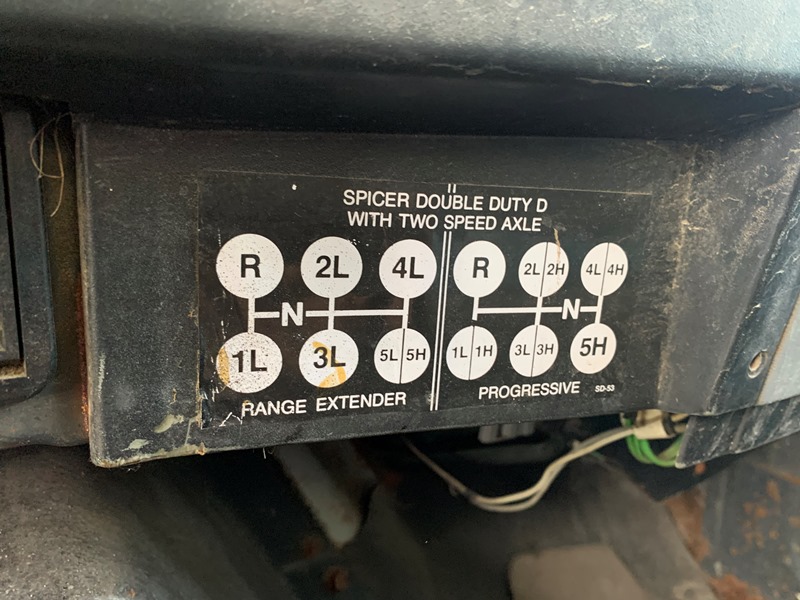 SPICER DOUBLE DUTY D
WITH TWO SPEED AXLE
R 2L 4L
N
1L 3L 5L 5H
RANGE EXTENDER
R 2L 2H 4L 4H
N
1L 1H 3L 3H 5H
PROGRESSIVE SD-53